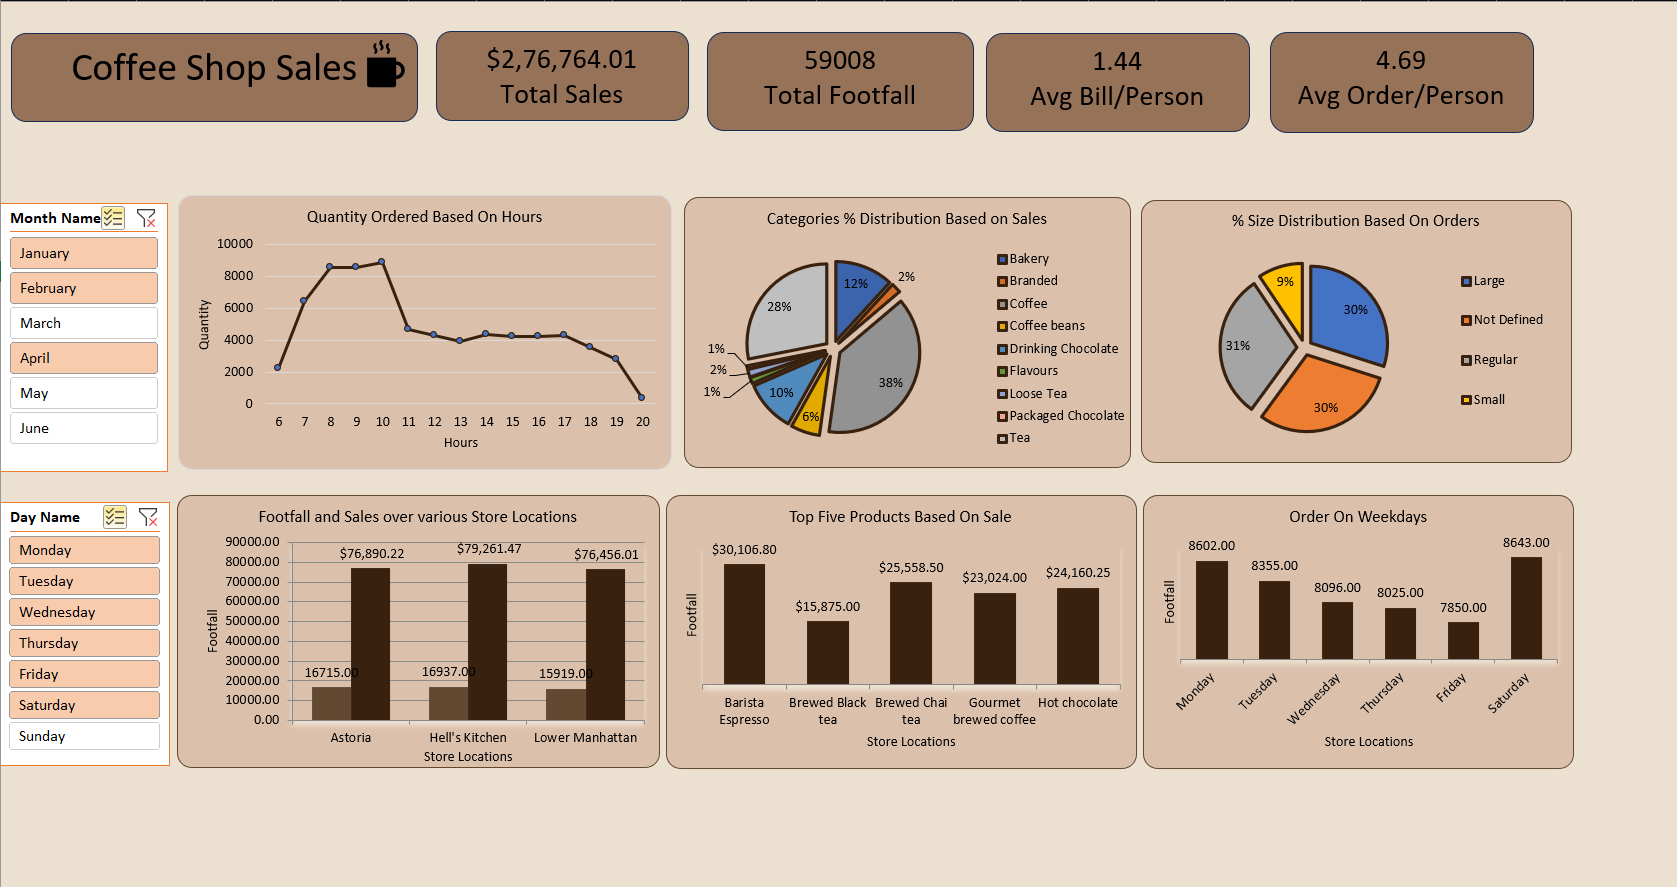 Coffee Shop Sales
$2,76,764.01
Total Sales
59008
Total Footfall
1.44
Avg Bill/Person
4.69
Avg Order/Person
Month Name
January
February
March
April
May
June
Quantity Ordered Based On Hours
Quantity
10000
8000
6000
4000
2000
0
6 7 8 9 10 11 12 13 14 15 16 17 18 19 20
Hours
Categories % Distribution Based on Sales
12%
2%
38%
6%
10%
1%
2%
1%
28%
Bakery
Branded
Coffee
Coffee beans
Drinking Chocolate
Flavours
Loose Tea
Packaged Chocolate
Tea
% Size Distribution Based On Orders
30%
30%
31%
9%
Large
Not Defined
Regular
Small
Day Name
Monday
Tuesday
Wednesday
Thursday
Friday
Saturday
Sunday
Footfall and Sales over various Store Locations
Footfall
90000.00
80000.00
70000.00
60000.00
50000.00
40000.00
30000.00
20000.00
10000.00
0.00
$76,890.22
$79,261.47
$76,456.01
16715.00
16937.00
15919.00
Astoria
Hell's Kitchen
Lower Manhattan
Store Locations
Top Five Products Based On Sale
Footfall
$30,106.80
$15,875.00
$25,558.50
$23,024.00
$24,160.25
Barista
Espresso
Brewed Black
tea
Brewed Chai
tea
Gourmet
brewed coffee
Hot chocolate
Store Locations
Order On Weekdays
Footfall
8602.00
8355.00
8096.00
8025.00
7850.00
8643.00
Monday
Tuesday
Wednesday
Thursday
Friday
Saturday
Store Locations